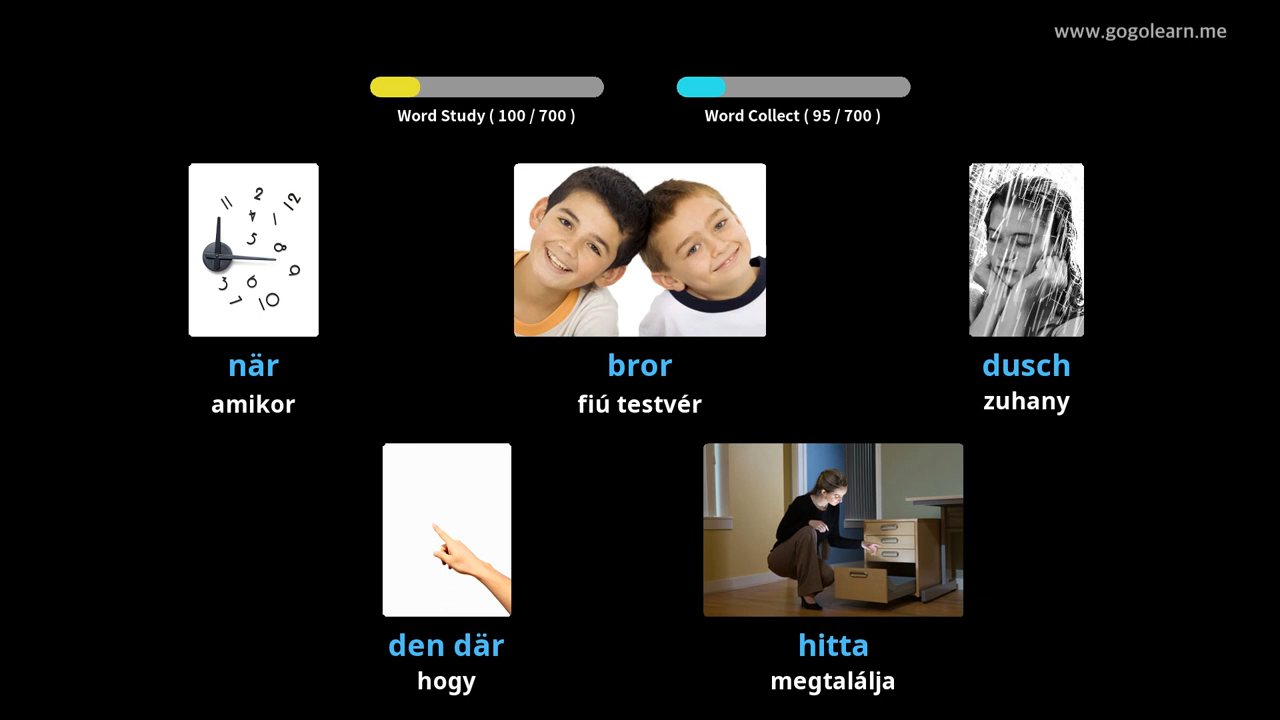 www.gogolearn.me
Word Study ( 100 / 700 )
Word Collect ( 95 / 700 )
när
amikor
bror
fiú testvér
dusch
zuhany
den där
hogy
hitta
megtalálja